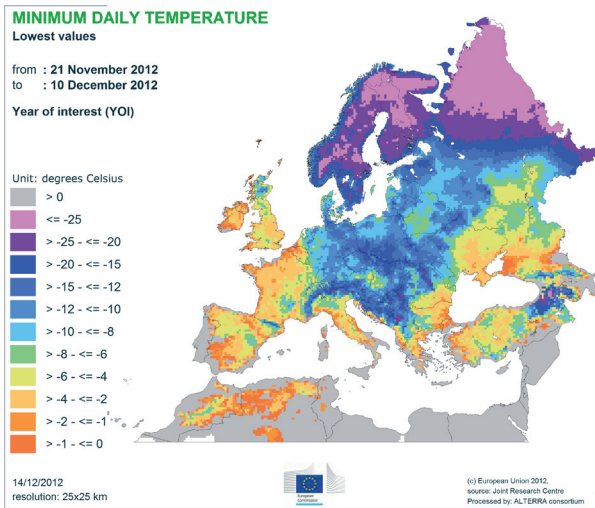 MINIMUM DAILY TEMPERATURE
Lowest values
from : 21 November 2012
to : 10 December 2012
Year of interest (YOI)
Unit: degrees Celsius
> 0
<= -25
> -25 - <= -20
> -20 - <= -15
> -15 - <= -12
> -12 - <= -10
> -10 - <= -8
> -8 - <= -6
> -6 - <= -4
> -4 - <= -2
> -2 - <= -1
> -1 - <= 0
14/12/2012
resolution: 25x25 km
European
Commission
(c) European Union 2012,
source: Joint Research Centre
Processed by: ALTERRA consortium